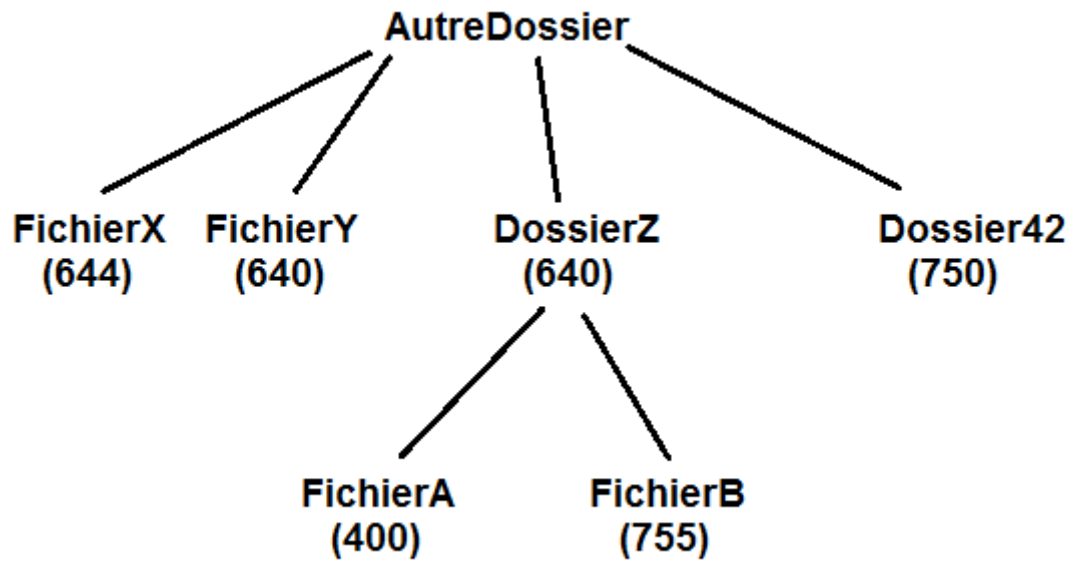 AutreDossier
FichierX FichierY DossierZ Dossier42
(644) (640) (640) (750)
FichierA FichierB
(400) (755)